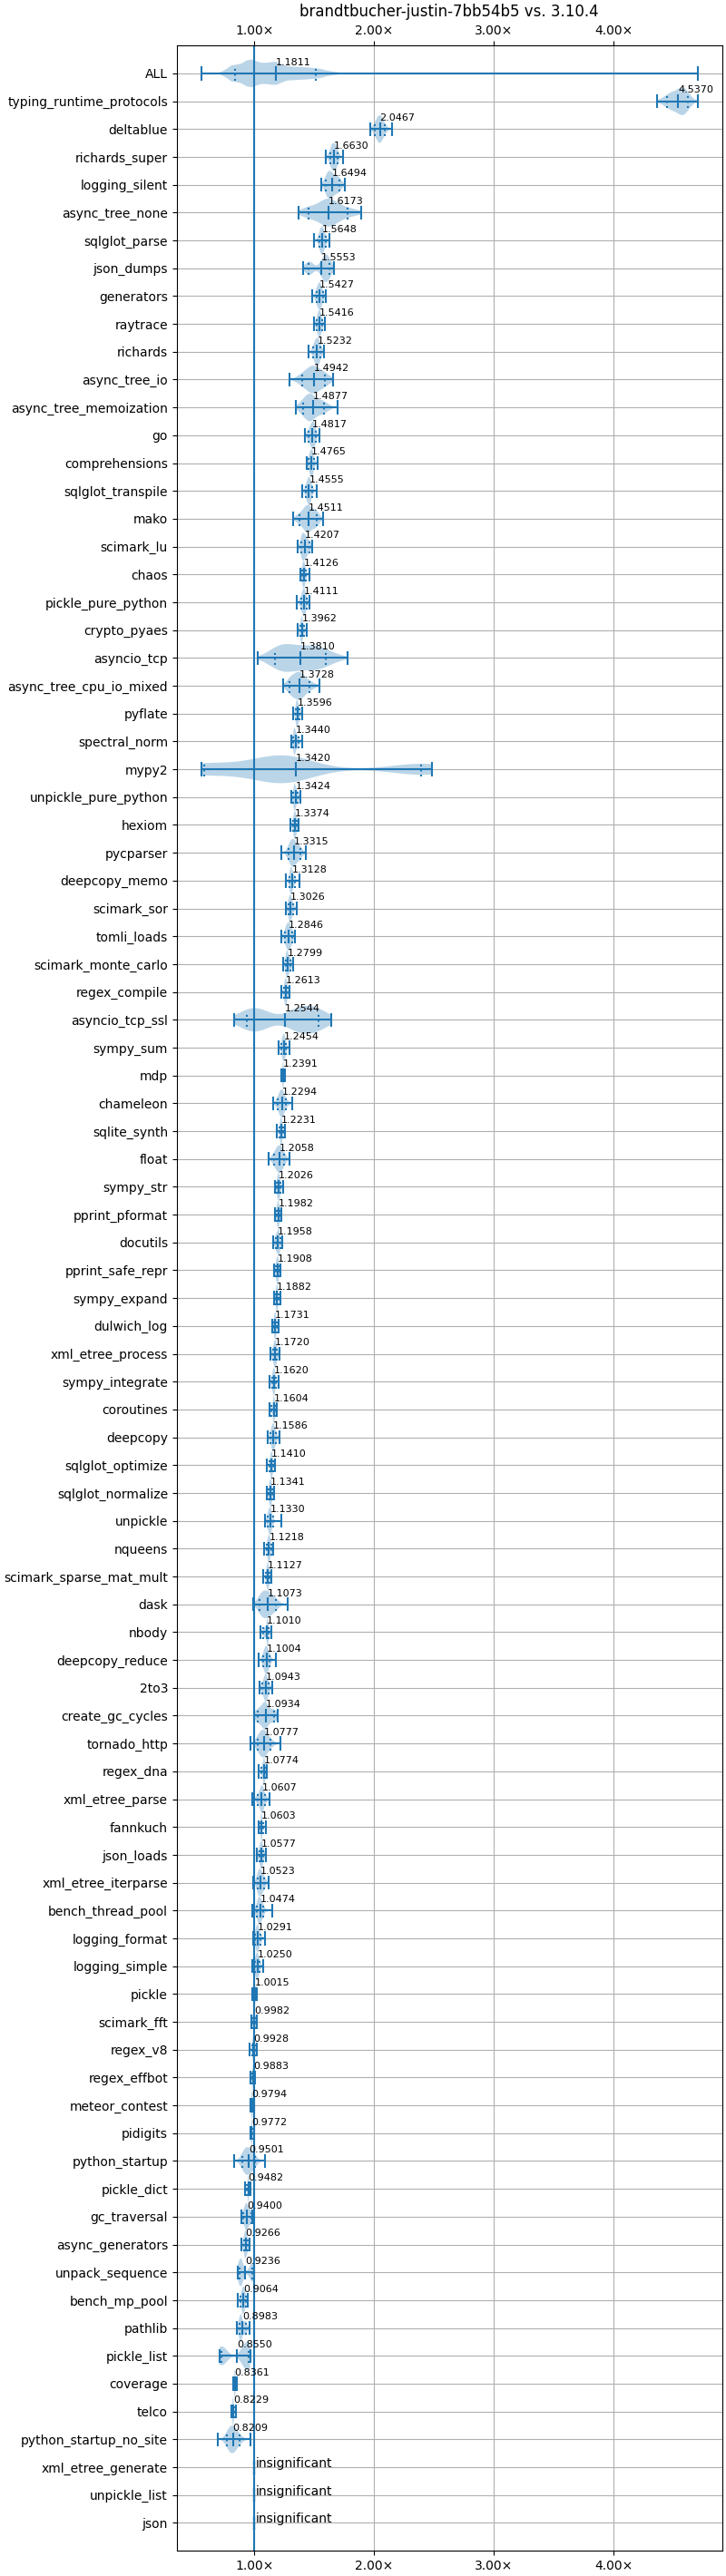 brandtbucher-justin-7bb54b5 vs. 3.10.4
1.00× 2.00× 3.00× 4.00×
ALL 1.1811
typing_runtime_protocols 4.5370
deltablue 2.0467
richards_super 1.6630
logging_silent 1.6494
async_tree_none 1.6173
sqlglot_parse 1.5648
json_dumps 1.5553
generators 1.5427
raytrace 1.5416
richards 1.5232
async_tree_io 1.4942
async_tree_memoization 1.4877
go 1.4817
comprehensions 1.4765
sqlglot_transpile 1.4555
mako 1.4511
scimark_lu 1.4207
chaos 1.4126
pickle_pure_python 1.4111
crypto_pyaes 1.3962
asyncio_tcp 1.3810
async_tree_cpu_io_mixed 1.3728
pyflate 1.3596
spectral_norm 1.3440
mypy2 1.3420
unpickle_pure_python 1.3424
hexiom 1.3374
pycparser 1.3315
deepcopy_memo 1.3128
scimark_sor 1.3026
tomli_loads 1.2846
scimark_monte_carlo 1.2799
regex_compile 1.2613
asyncio_tcp_ssl 1.2544
sympy_sum 1.2454
mdp 1.2391
chameleon 1.2294
sqlite_synth 1.2231
float 1.2058
sympy_str 1.2026
pprint_pformat 1.1982
docutils 1.1958
pprint_safe_repr 1.1908
sympy_expand 1.1882
dulwich_log 1.1731
xml_etree_process 1.1720
sympy_integrate 1.1620
coroutines 1.1604
deepcopy 1.1586
sqlglot_optimize 1.1410
sqlglot_normalize 1.1341
unpickle 1.1330
nqueens 1.1218
scimark_sparse_mat_mult 1.1127
dask 1.1073
nbody 1.1010
deepcopy_reduce 1.1004
2to3 1.0943
create_gc_cycles 1.0934
tornado_http 1.0777
regex_dna 1.0774
xml_etree_parse 1.0607
fannkuch 1.0603
json_loads 1.0577
xml_etree_iterparse 1.0523
bench_thread_pool 1.0474
logging_format 1.0291
logging_simple 1.0250
pickle 1.0015
scimark_fft 0.9982
regex_v8 0.9928
regex_effbot 0.9883
meteor_contest 0.9794
pidigits 0.9772
python_startup 0.9501
pickle_dict 0.9482
gc_traversal 0.9400
async_generators 0.9266
unpack_sequence 0.9236
bench_mp_pool 0.9064
pathlib 0.8983
pickle_list 0.8550
coverage 0.8361
telco 0.8229
python_startup_no_site 0.8209
xml_etree_generate insignificant
unpickle_list insignificant
json insignificant
1.00× 2.00× 3.00× 4.00×